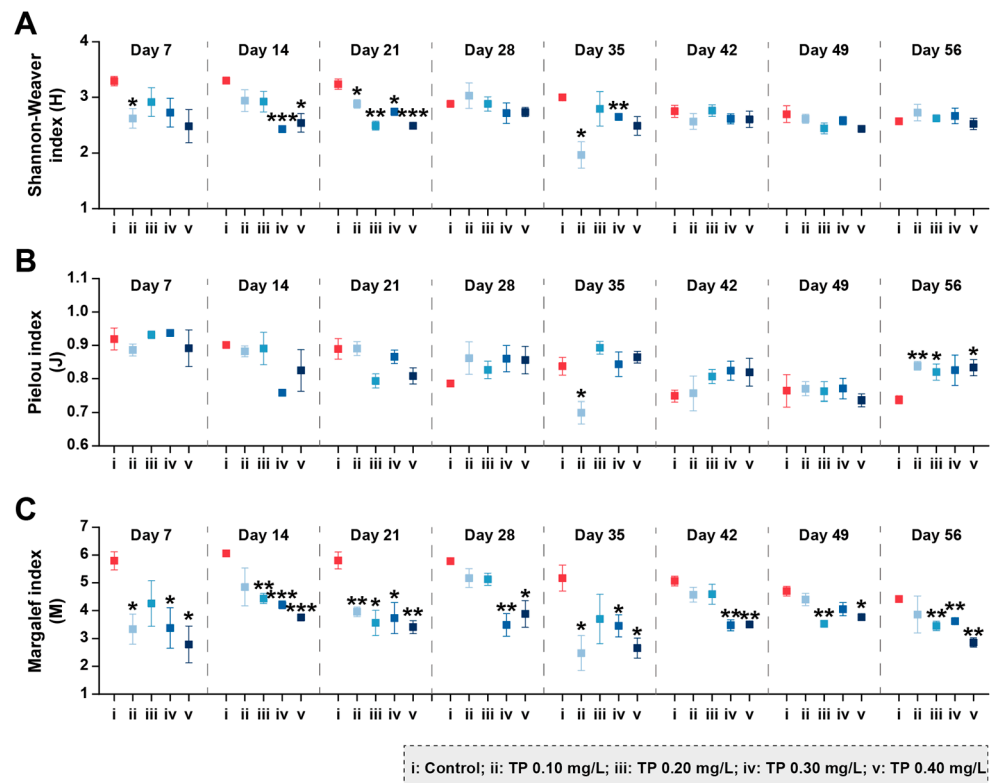 A
Day 7 Day 14 Day 21 Day 28 Day 35 Day 42 Day 49 Day 56
Shannon-Weaver
index (H)
4
3
2
1
* *** * * ** * *** * **
i ii iii iv v i ii iii iv v i ii iii iv v i ii iii iv v i ii iii iv v i ii iii iv v i ii iii iv v i ii iii iv v
B
Day 7 Day 14 Day 21 Day 28 Day 35 Day 42 Day 49 Day 56
Pielou index
(J)
1.1
1.0
0.9
0.8
0.7
0.6
* ** * *
i ii iii iv v i ii iii iv v i ii iii iv v i ii iii iv v i ii iii iv v i ii iii iv v i ii iii iv v i ii iii iv v
C
Day 7 Day 14 Day 21 Day 28 Day 35 Day 42 Day 49 Day 56
Margalef index
(M)
7
6
5
4
3
2
1
* * * ** *** *** ** * * ** ** * * * * ** ** ** * ** ** **
i ii iii iv v i ii iii iv v i ii iii iv v i ii iii iv v i ii iii iv v i ii iii iv v i ii iii iv v i ii iii iv v
i: Control; ii: TP 0.10 mg/L; iii: TP 0.20 mg/L; iv: TP 0.30 mg/L; v: TP 0.40 mg/L